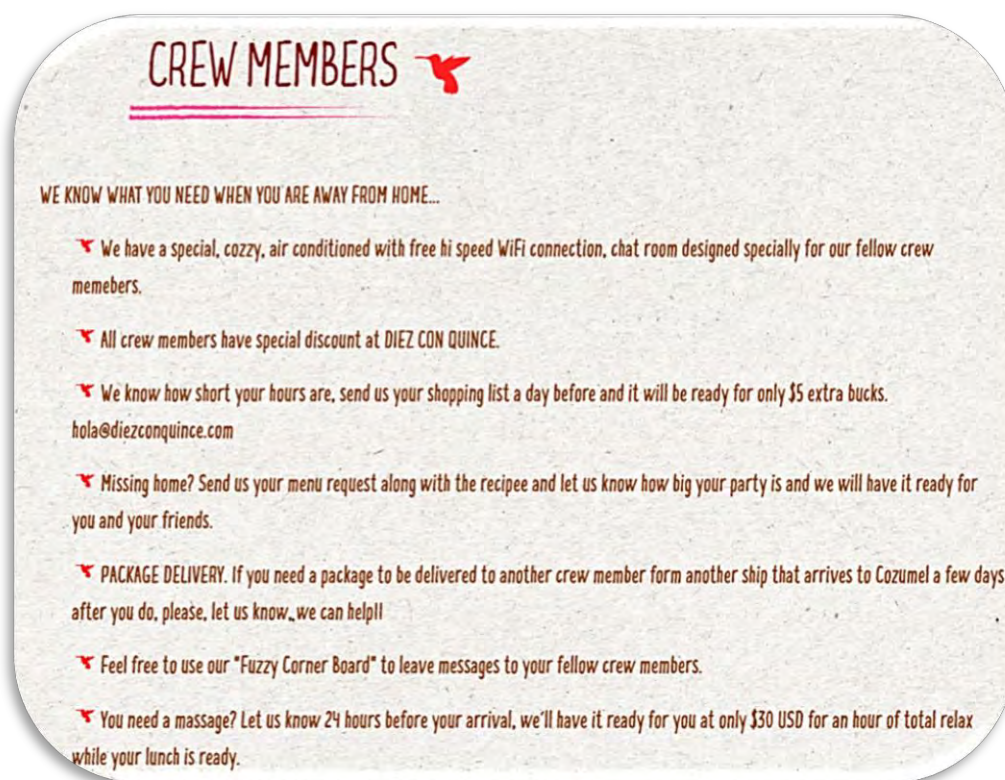 CREW MEMBERS
WE KNOW WHAT YOU NEED WHEN YOU ARE AWAY FROM HOME...
We have a special, cozzy, air conditioned with free hi speed WiFi connection, chat room designed specially for our fellow crew
memebers.
All crew members have special discount at DIEZ CON QUINCE.
We know how short your hours are, send us your shopping list a day before and it will be ready for only $5 extra bucks.
hola@diezconquince.com
Missing home? Send us your menu request along with the recipee and let us know how big your party is and we will have it ready for
you and your friends.
PACKAGE DELIVERY. If you need a package to be delivered to another crew member form another ship that arrives to Cozumel a few days
after you do, please, let us know, we can help!!
Feel free to use our "Fuzzy Corner Board" to leave messages to your fellow crew members.
You need a massage? Let us know 24 hours before your arrival, we'll have it ready for you at only $30 USD for an hour of total relax
while your lunch is ready.